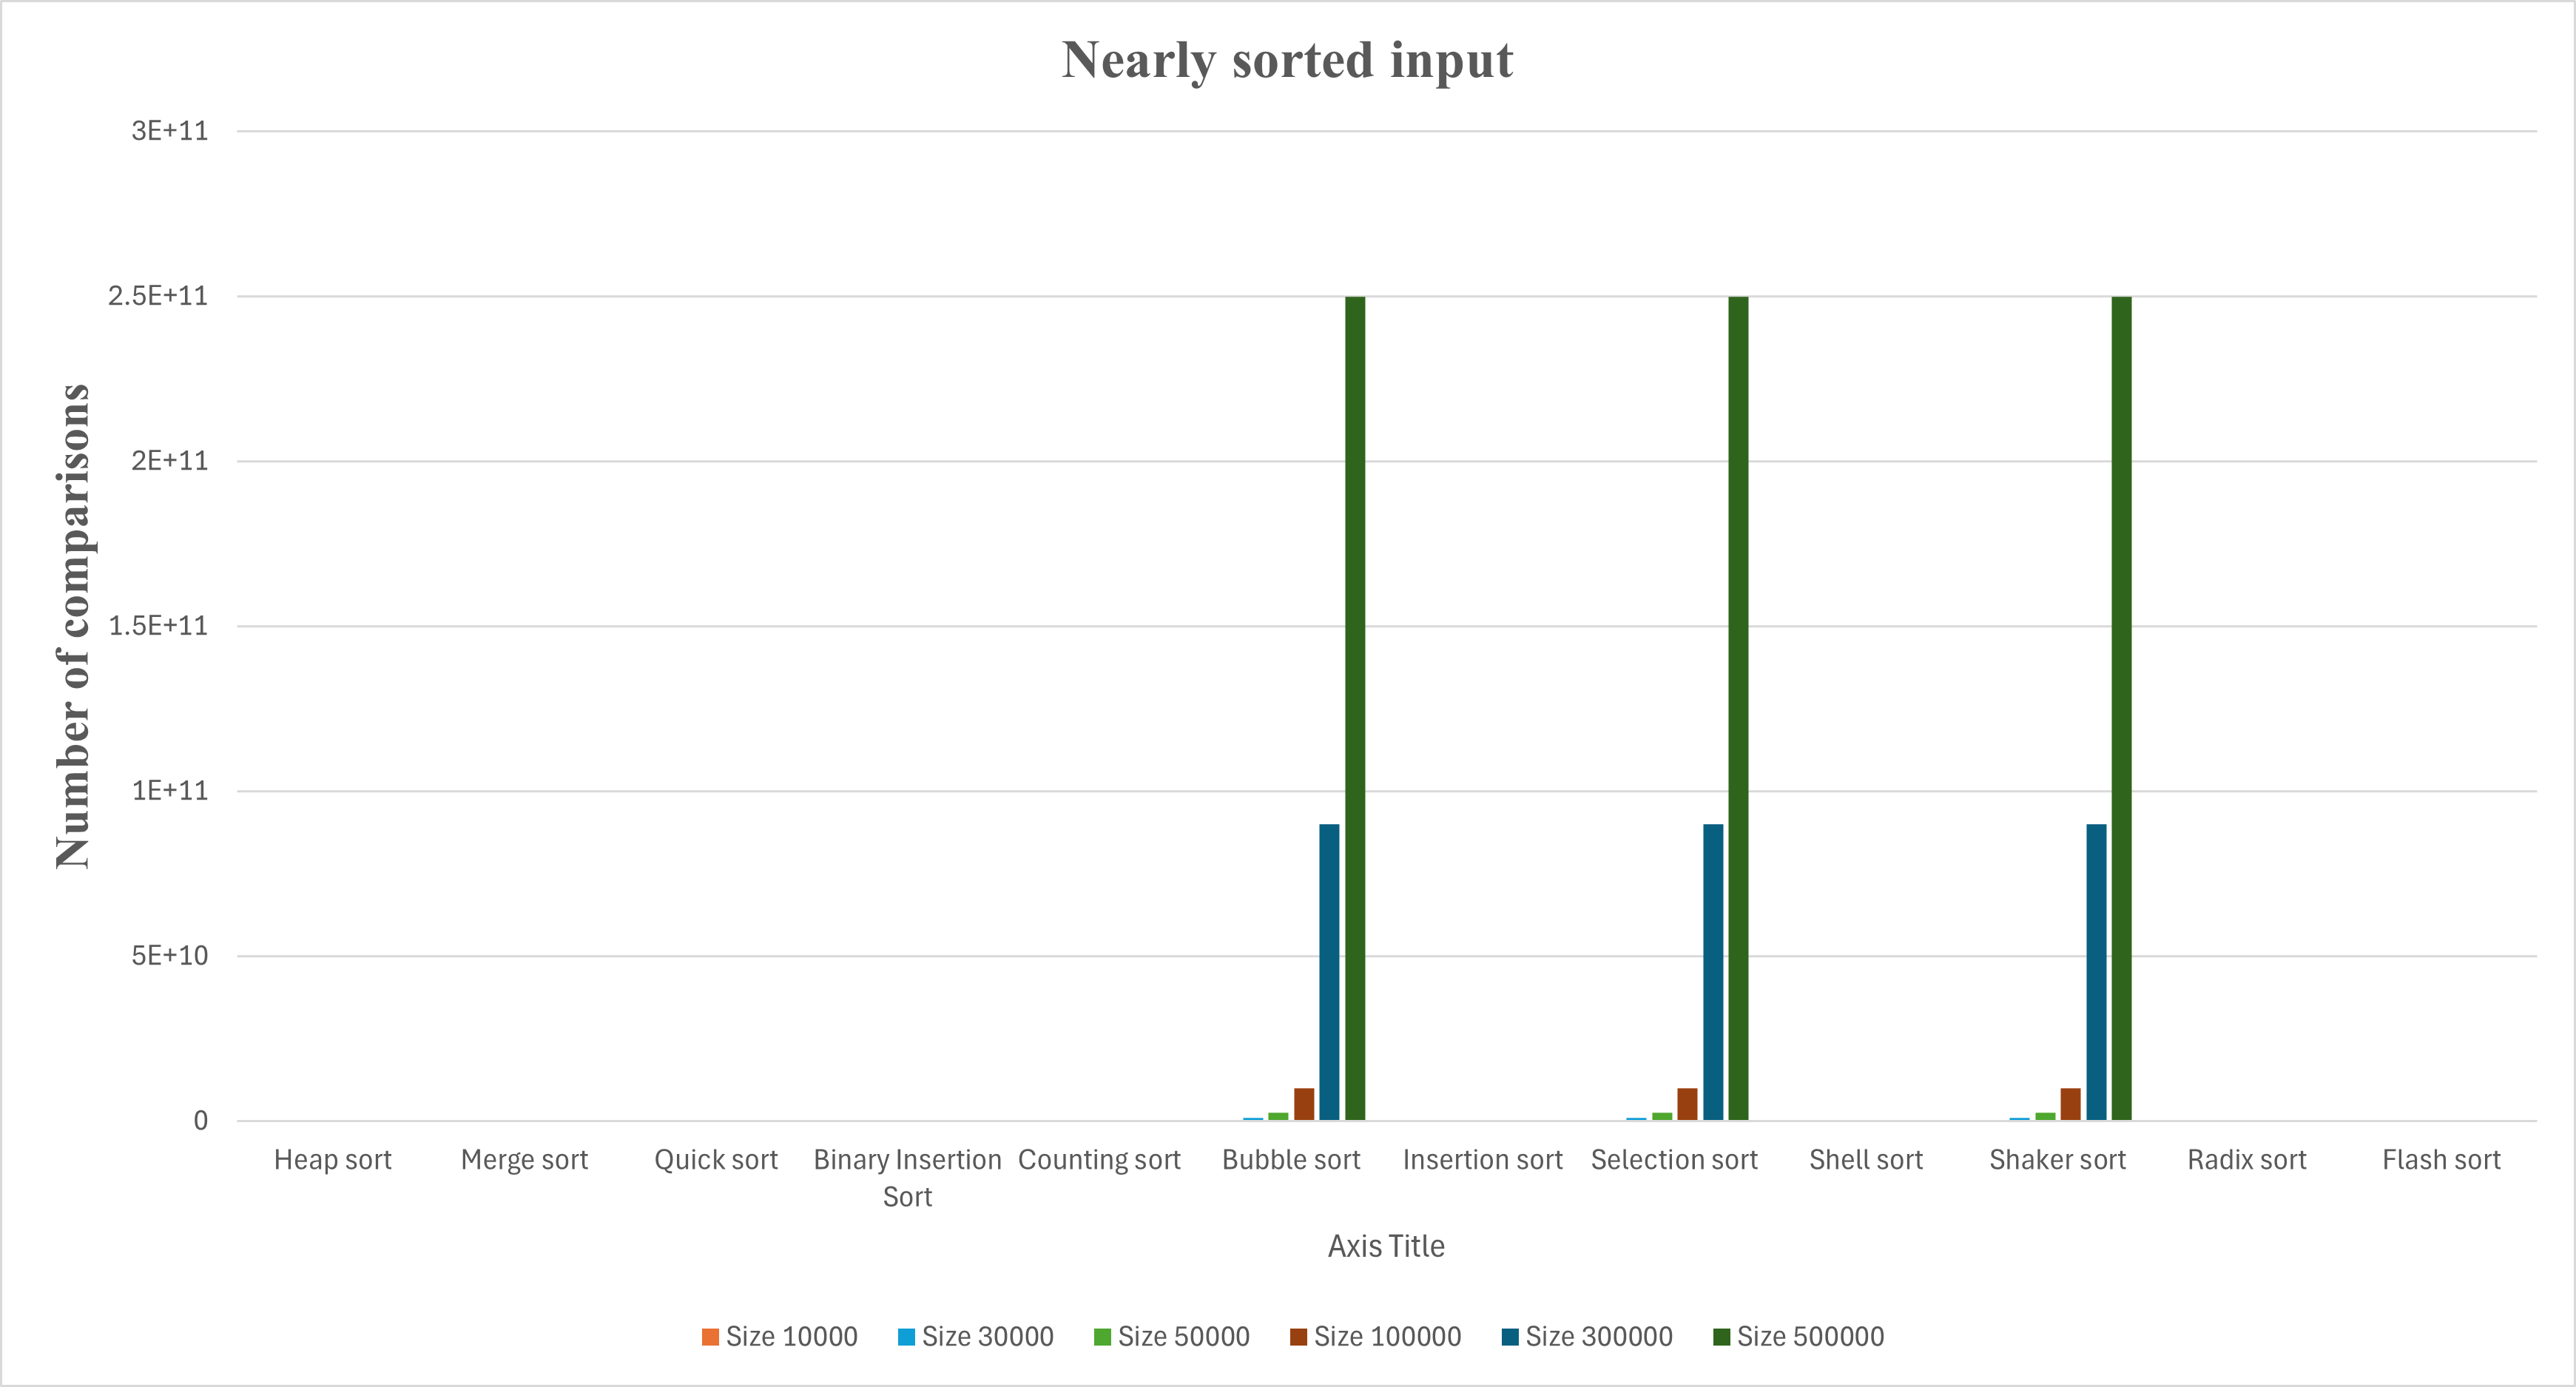 Nearly sorted input
Number of comparisons
3E+11
2.5E+11
2E+11
1.5E+11
1E+11
5E+10
0
Heap sort
Merge sort
Quick sort
Binary Insertion
Sort
Counting sort
Bubble sort
Insertion sort
Selection sort
Shell sort
Shaker sort
Radix sort
Flash sort
Axis Title
Size 10000
Size 30000
Size 50000
Size 100000
Size 300000
Size 500000